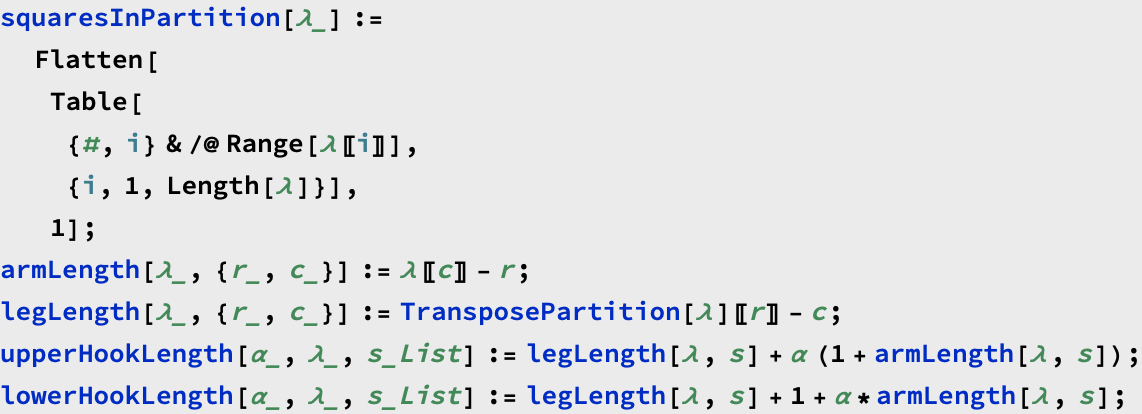 squaresInPartition[λ_] :=
Flatten[
Table[
{#, i} & /@ Range[λ〚i〛],
{i, 1, Length[λ]}],
1];
armLength[λ_, {r_, c_}] := λ〚c〛 - r;
legLength[λ_, {r_, c_}] := TransposePartition[λ]〚r〛 - c;
upperHookLength[α_, λ_, s_List] := legLength[λ, s] + α (1 + armLength[λ, s]);
lowerHookLength[α_, λ_, s_List] := legLength[λ, s] + 1 + α * armLength[λ, s];